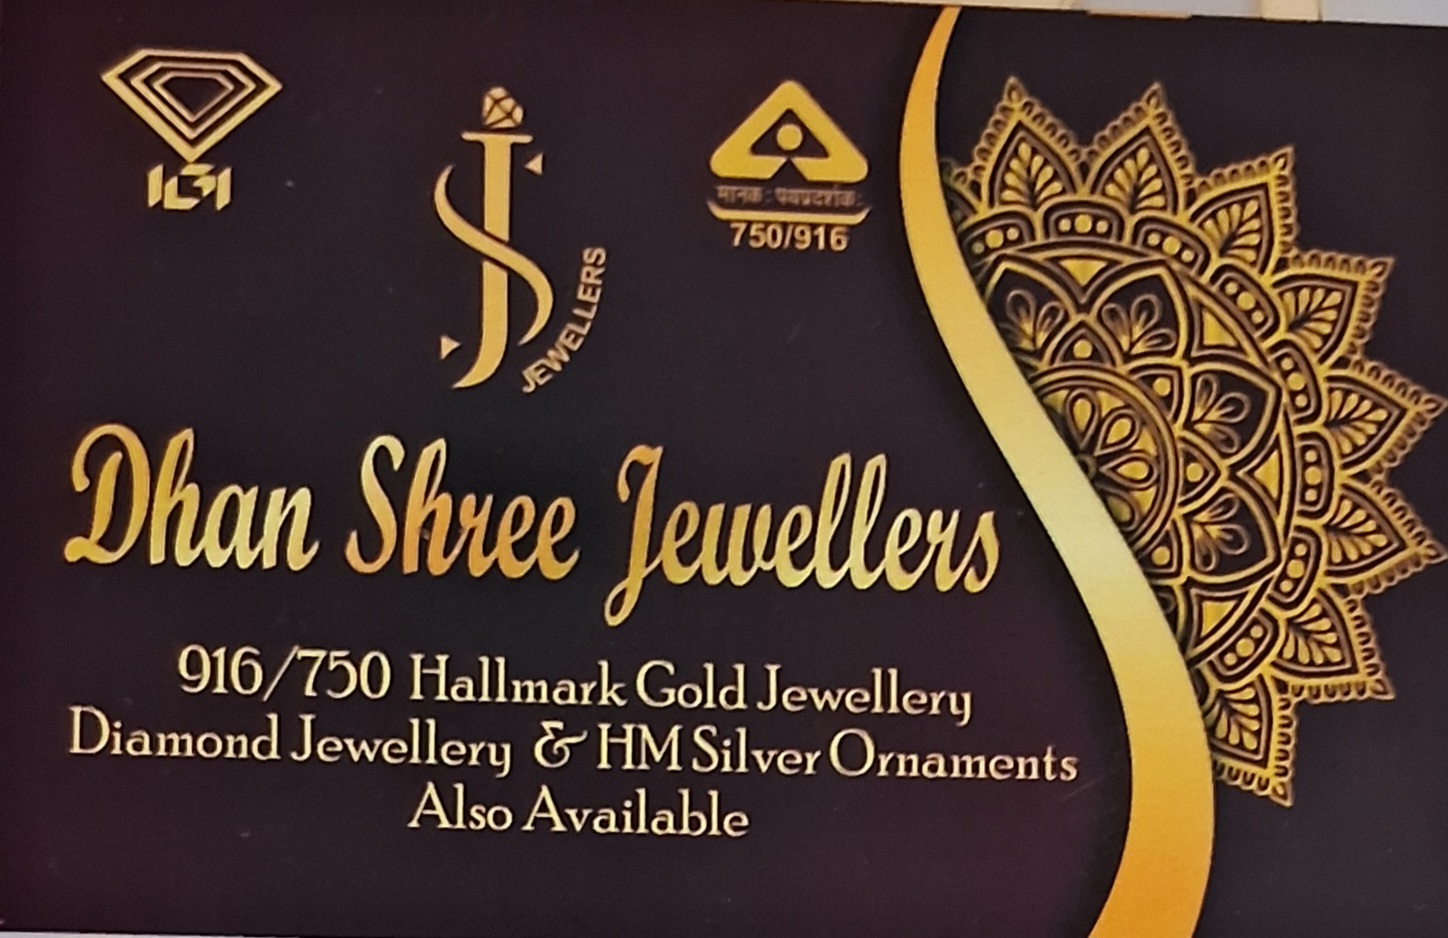 IGI
JS
JEWELLERS
मानक: पथप्रदर्शक:
750/916
Dhan Shree Jewellers
916/750 Hallmark Gold Jewellery
Diamond Jewellery & HM Silver Ornaments
Also Available